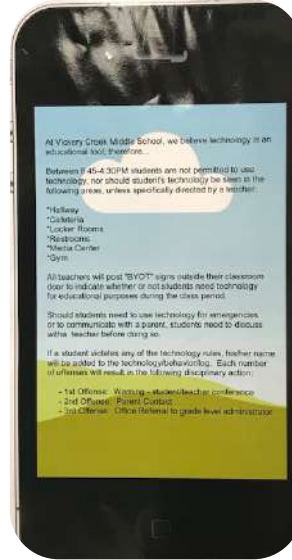 At Vickery Creek Middle School, we believe technology is an
educational tool; therefore...
Between 8:45-4:30PM students are not permitted to use
technology, nor should student's technology be seen in the
following areas, unless specifically directed by a teacher:
*Hallway
*Cafeteria
*Locker Rooms
*Restrooms
*Media Center
*Gym
All teachers will post "BYOT" signs outside their classroom
door to indicate whether or not students need technology
for educational purposes during the class period.
Should students need to use technology for emergencies
or to communicate with a parent, students need to discuss
with a teacher before doing so.
If a student violates any of the technology rules, his/her name
will be added to the technology/behavior/log. Each number
of offenses will result in the following disciplinary action:
- 1st Offense: Warning - student/teacher conference
- 2nd Offense: Parent Contact
- 3rd Offense: Office Referral to grade level administrator